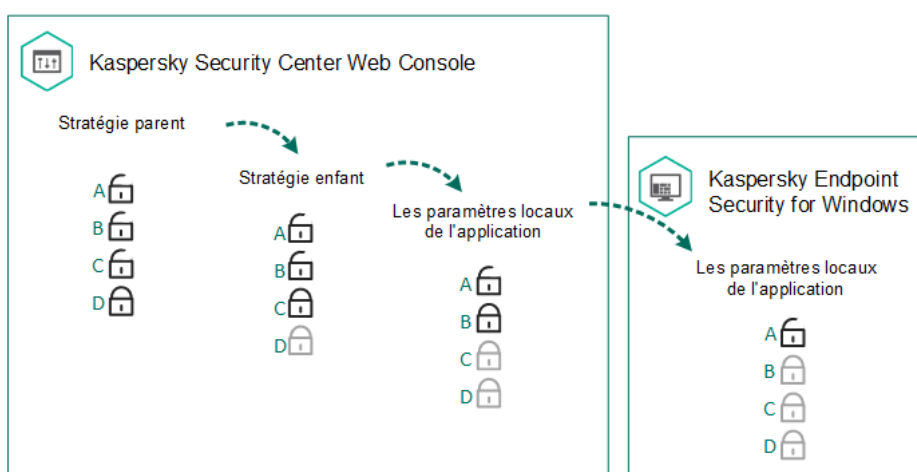 Kaspersky Security Center Web Console
Stratégie parent
A
B
C
D
Stratégie enfant
A
B
C
D
Les paramètres locaux
de l'application
A
B
C
D
Kaspersky Endpoint
Security for Windows
Les paramètres locaux
de l'application
A
B
C
D